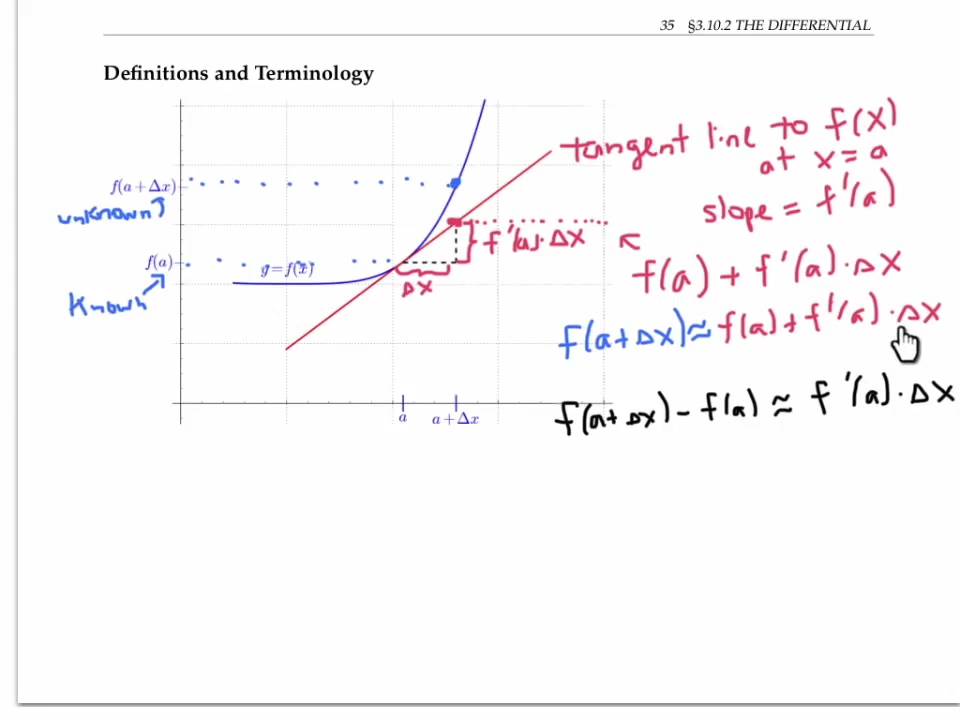 35 §3.10.2 THE DIFFERENTIAL
Definitions and Terminology
tangent line to f(x)
at x = a
slope = f'(a)
f(a + Δx)
unknown
f(a)
known
y = f(x)
f'(a) · Δx
Δx
f(a) + f'(a) · Δx
f(a + Δx) ≈ f(a) + f'(a) · Δx
f(a + Δx) − f(a) ≈ f'(a) · Δx
a
a + Δx